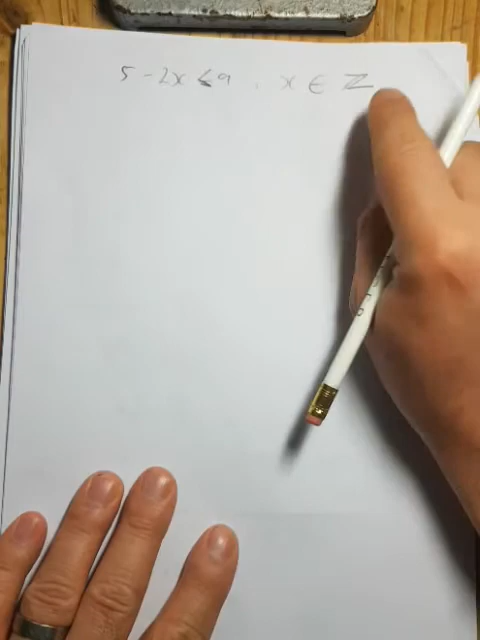 5 - 2x < 9 , x ∈ ℤ